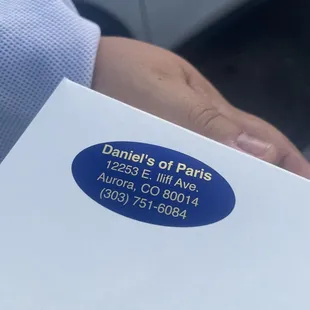 Daniel's of Paris
12253 E. Iliff Ave.
Aurora, CO 80014
(303) 751-6084